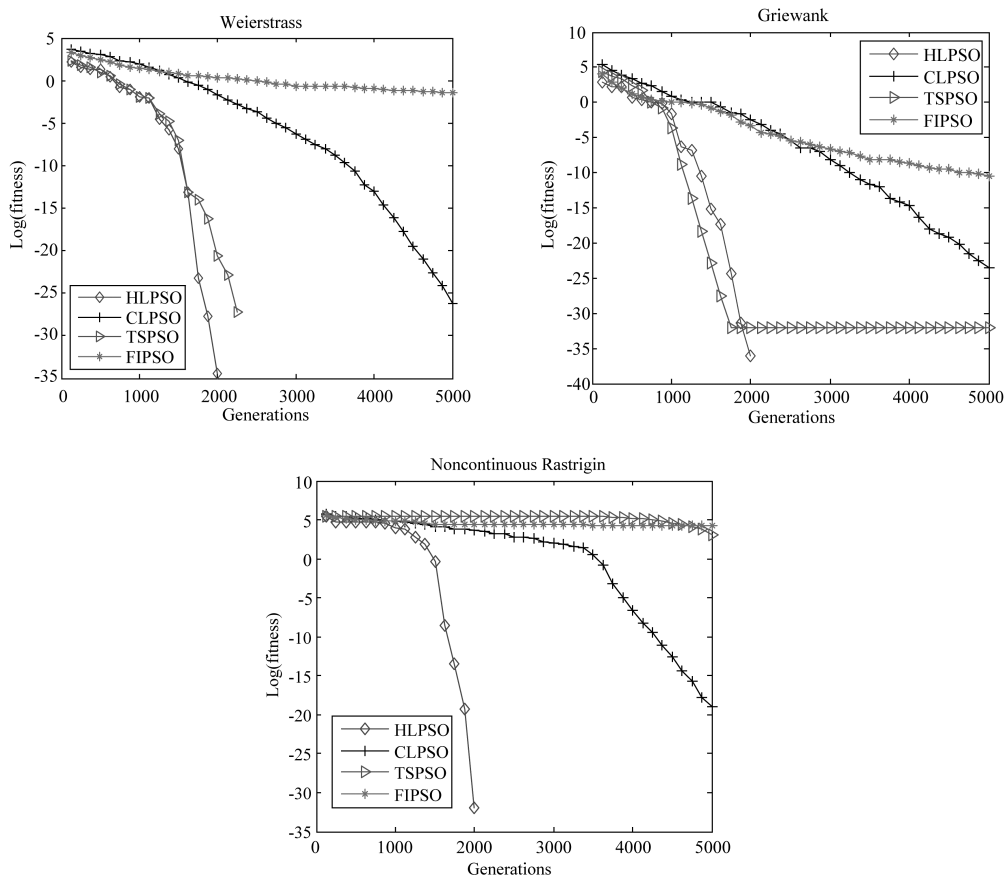 Weierstrass
5
0
-5
-10
-15
-20
-25
-30
-35
Log(fitness)
HLPSO
CLPSO
TSPSO
FIPSO
0 1000 2000 3000 4000 5000
Generations
Griewank
10
5
0
-5
-10
-15
-20
-25
-30
-35
-40
Log(fitness)
HLPSO
CLPSO
TSPSO
FIPSO
0 1000 2000 3000 4000 5000
Generations
Noncontinuous Rastrigin
10
5
0
-5
-10
-15
-20
-25
-30
-35
Log(fitness)
HLPSO
CLPSO
TSPSO
FIPSO
0 1000 2000 3000 4000 5000
Generations